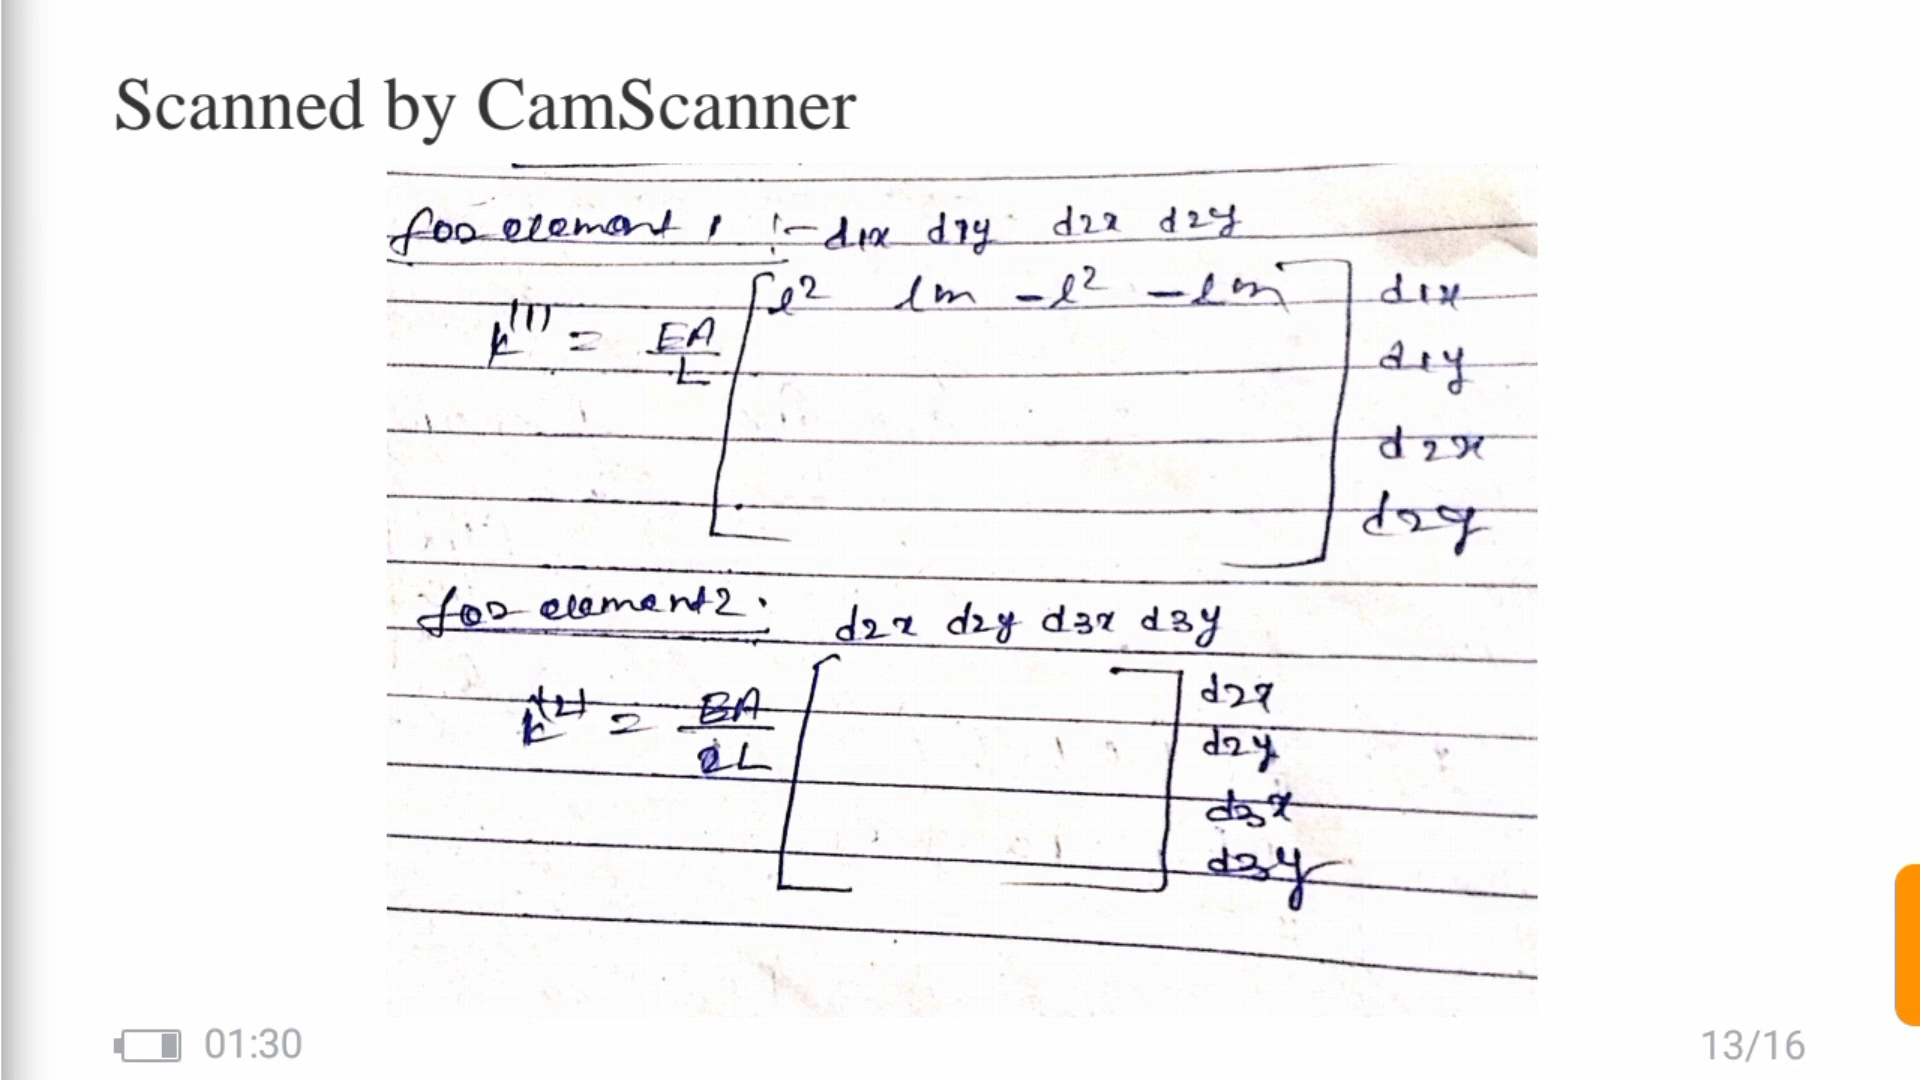 Scanned by CamScanner
for element 1 :- d1x d1y d2x d2y
k(1) = EA/L [ l² lm -l² -lm ] d1x
d1y
d2x
d2y
for element 2. d2x d2y d3x d3y
k(2) = EA/2L [ ] d2x
d2y
d3x
d3y
01:30
13/16